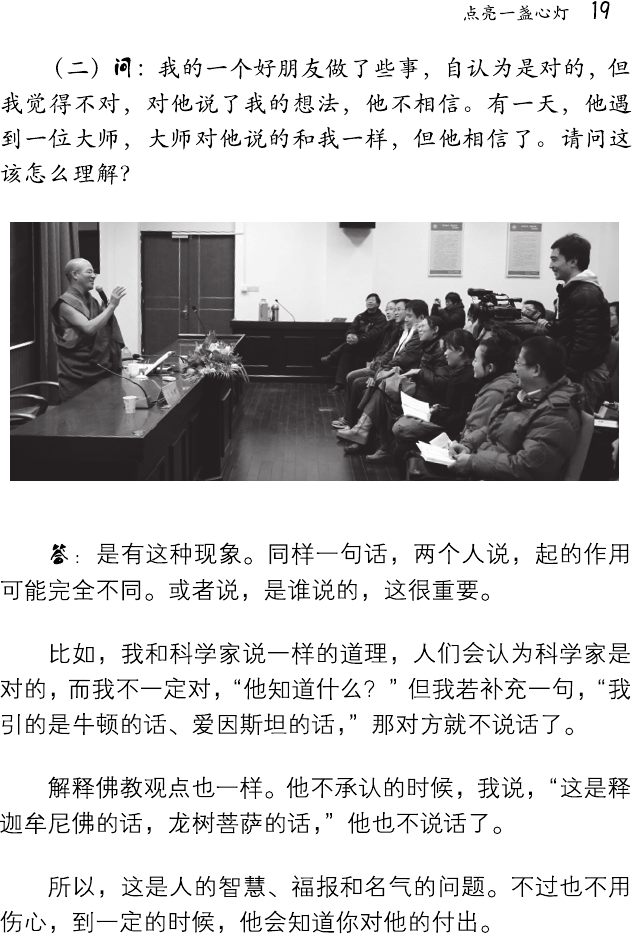 点亮一盏心灯 19
（二）问：我的一个好朋友做了些事，自认为是对的，但
我觉得不对，对他说了我的想法，他不相信。有一天，他遇
到一位大师，大师对他说的和我一样，但他相信了。请问这
该怎么理解？
答：是有这种现象。同样一句话，两个人说，起的作用
可能完全不同。或者说，是谁说的，这很重要。
比如，我和科学家说一样的道理，人们会认为科学家是
对的，而我不一定对，“他知道什么？”但我若补充一句，“我
引的是牛顿的话、爱因斯坦的话，”那对方就不说话了。
解释佛教观点也一样。他不承认的时候，我说，“这是释
迦牟尼佛的话，龙树菩萨的话，”他也不说话了。
所以，这是人的智慧、福报和名气的问题。不过也不用
伤心，到一定的时候，他会知道你对他的付出。